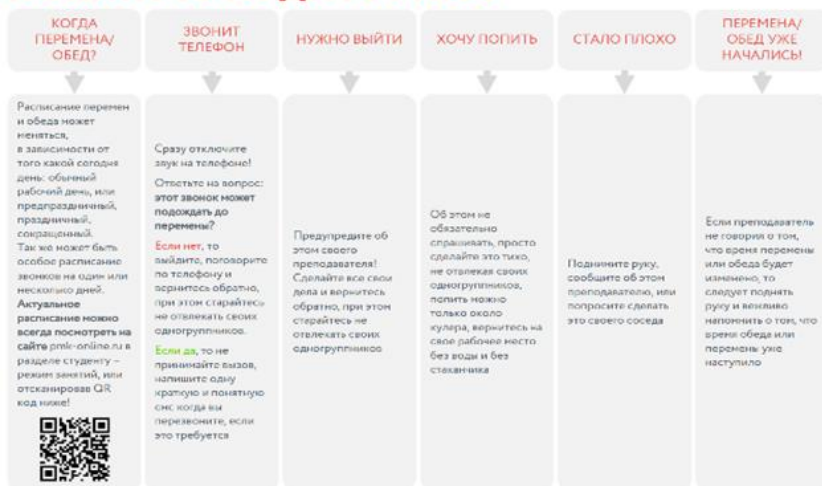 КОГДА
ПЕРЕМЕНА/
ОБЕД?
Расписание перемен
и обеда может
меняться,
в зависимости от
того какой сегодня
день: обычный
рабочий день, или
предпраздничный,
праздничный,
сокращенный.
Так же может быть
особое расписание
звонков на один или
несколько дней.
Актуальное
расписание можно
всегда посмотреть на
сайте pmk-online.ru в
разделе студенту –
режим занятий, или
отсканировав QR
код ниже!
ЗВОНИТ
ТЕЛЕФОН
Сразу отключите
звук на телефоне!
Ответьте на вопрос:
этот звонок может
подождать до
перемены?
Если нет, то
выйдите, поговорите
по телефону и
вернитесь обратно,
при этом старайтесь
не отвлекать своих
одногруппников.
Если да, то не
принимайте вызов,
напишите одну
краткую и понятную
смс когда вы
перезвоните, если
это требуется
НУЖНО ВЫЙТИ
Предупредите об
этом своего
преподавателя!
Сделайте все свои
дела и вернитесь
обратно, при этом
старайтесь не
отвлекать своих
одногруппников
ХОЧУ ПОПИТЬ
Об этом не
обязательно
спрашивать, просто
сделайте это тихо,
не отвлекая своих
одногруппников,
попить можно
только около
кулера, вернитесь на
свое рабочее место
без воды и без
стаканчика
СТАЛО ПЛОХО
Поднимите руку,
сообщите об этом
преподавателю, или
попросите сделать
это своего соседа
ПЕРЕМЕНА/
ОБЕД УЖЕ
НАЧАЛИСЬ!
Если преподаватель
не говорил о том,
что время перемены
или обеда будет
изменено, то
следует поднять
руку и вежливо
напомнить о том, что
время обеда или
перемены уже
наступило